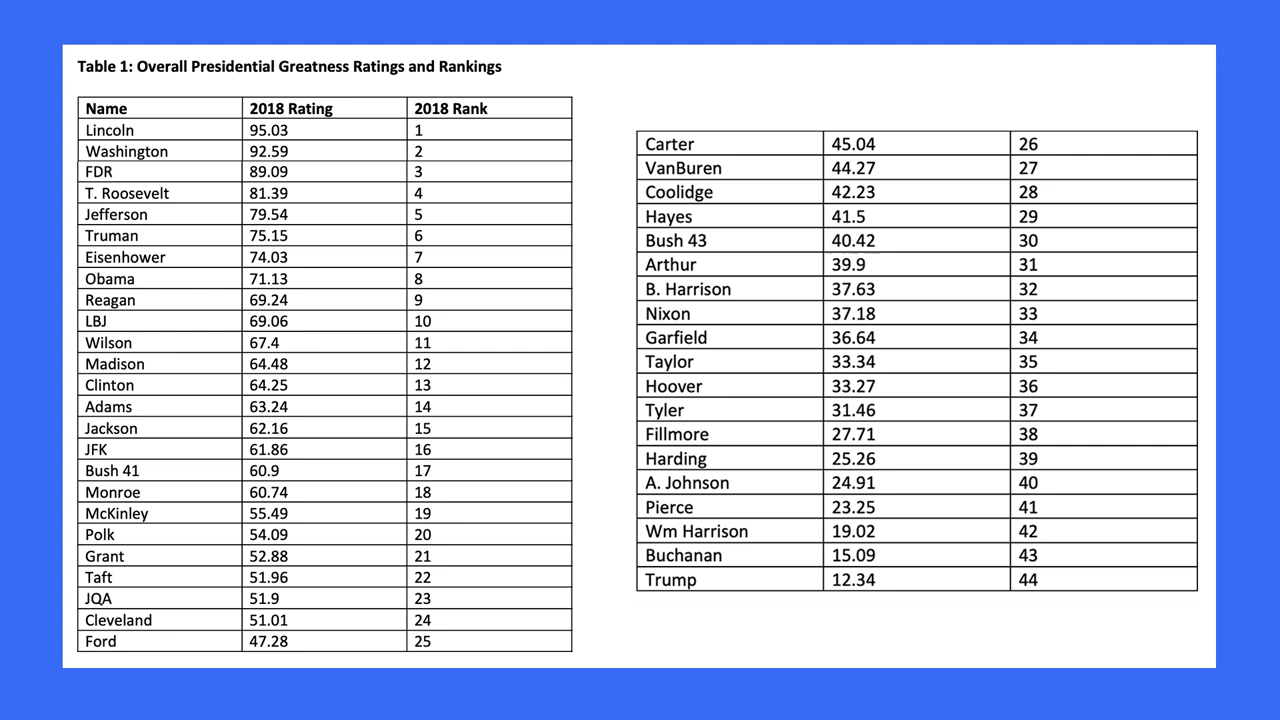 Table 1: Overall Presidential Greatness Ratings and Rankings
Name 2018 Rating 2018 Rank
Lincoln 95.03 1
Washington 92.59 2
FDR 89.09 3
T. Roosevelt 81.39 4
Jefferson 79.54 5
Truman 75.15 6
Eisenhower 74.03 7
Obama 71.13 8
Reagan 69.24 9
LBJ 69.06 10
Wilson 67.4 11
Madison 64.48 12
Clinton 64.25 13
Adams 63.24 14
Jackson 62.16 15
JFK 61.86 16
Bush 41 60.9 17
Monroe 60.74 18
McKinley 55.49 19
Polk 54.09 20
Grant 52.88 21
Taft 51.96 22
JQA 51.9 23
Cleveland 51.01 24
Ford 47.28 25
Carter 45.04 26
VanBuren 44.27 27
Coolidge 42.23 28
Hayes 41.5 29
Bush 43 40.42 30
Arthur 39.9 31
B. Harrison 37.63 32
Nixon 37.18 33
Garfield 36.64 34
Taylor 33.34 35
Hoover 33.27 36
Tyler 31.46 37
Fillmore 27.71 38
Harding 25.26 39
A. Johnson 24.91 40
Pierce 23.25 41
Wm Harrison 19.02 42
Buchanan 15.09 43
Trump 12.34 44